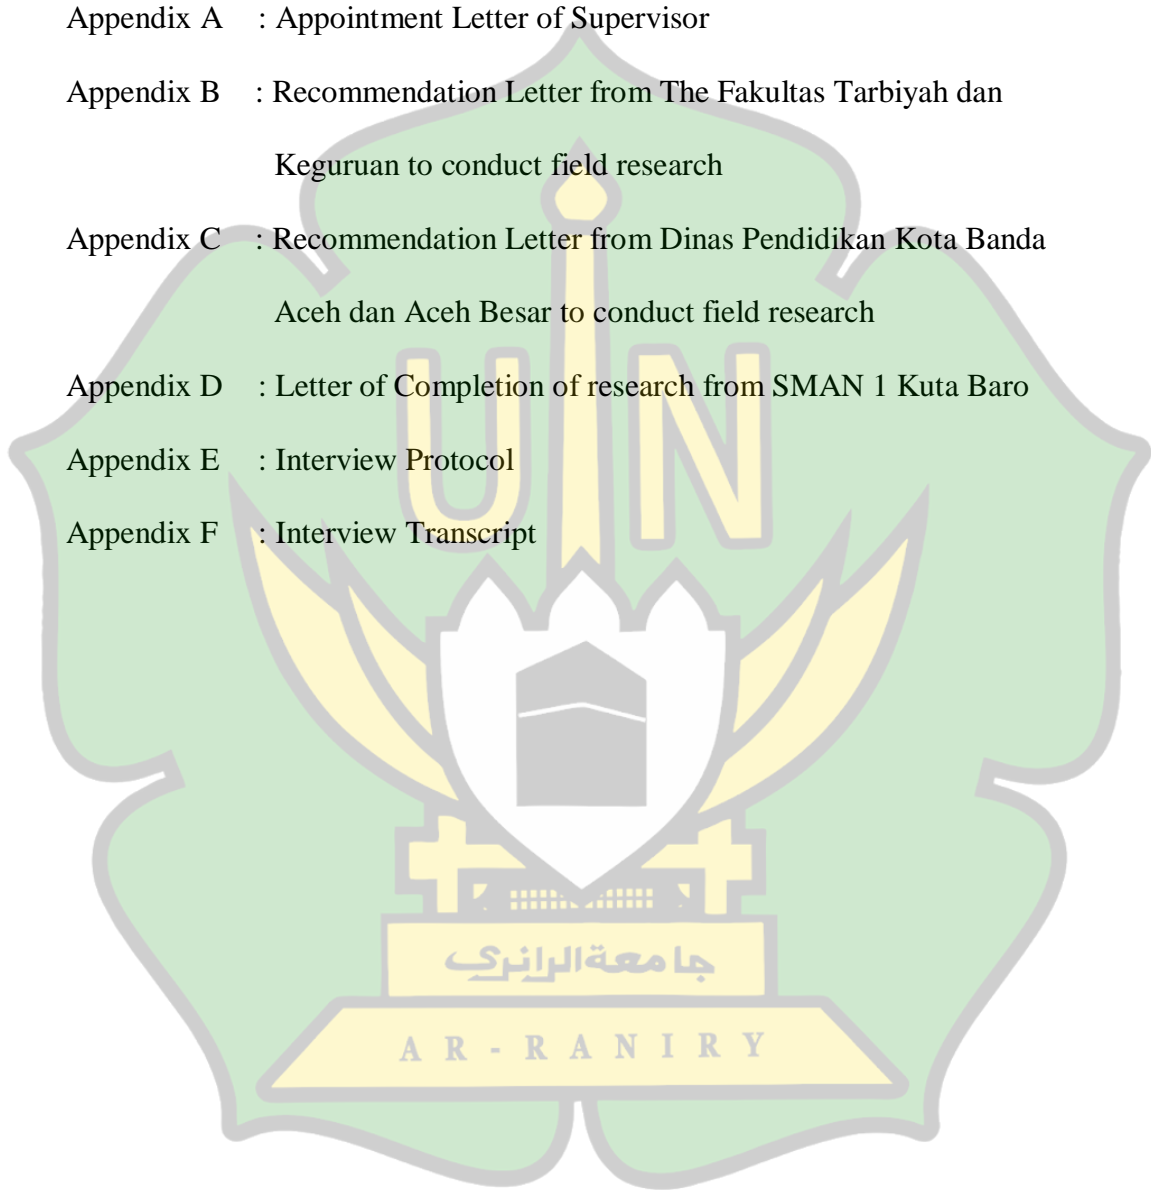 Appendix A : Appointment Letter of Supervisor
Appendix B : Recommendation Letter from The Fakultas Tarbiyah dan
Keguruan to conduct field research
Appendix C : Recommendation Letter from Dinas Pendidikan Kota Banda
Aceh dan Aceh Besar to conduct field research
Appendix D : Letter of Completion of research from SMAN 1 Kuta Baro
Appendix E : Interview Protocol
Appendix F : Interview Transcript
UIN
جامعةالرانري
AR-RANIRY